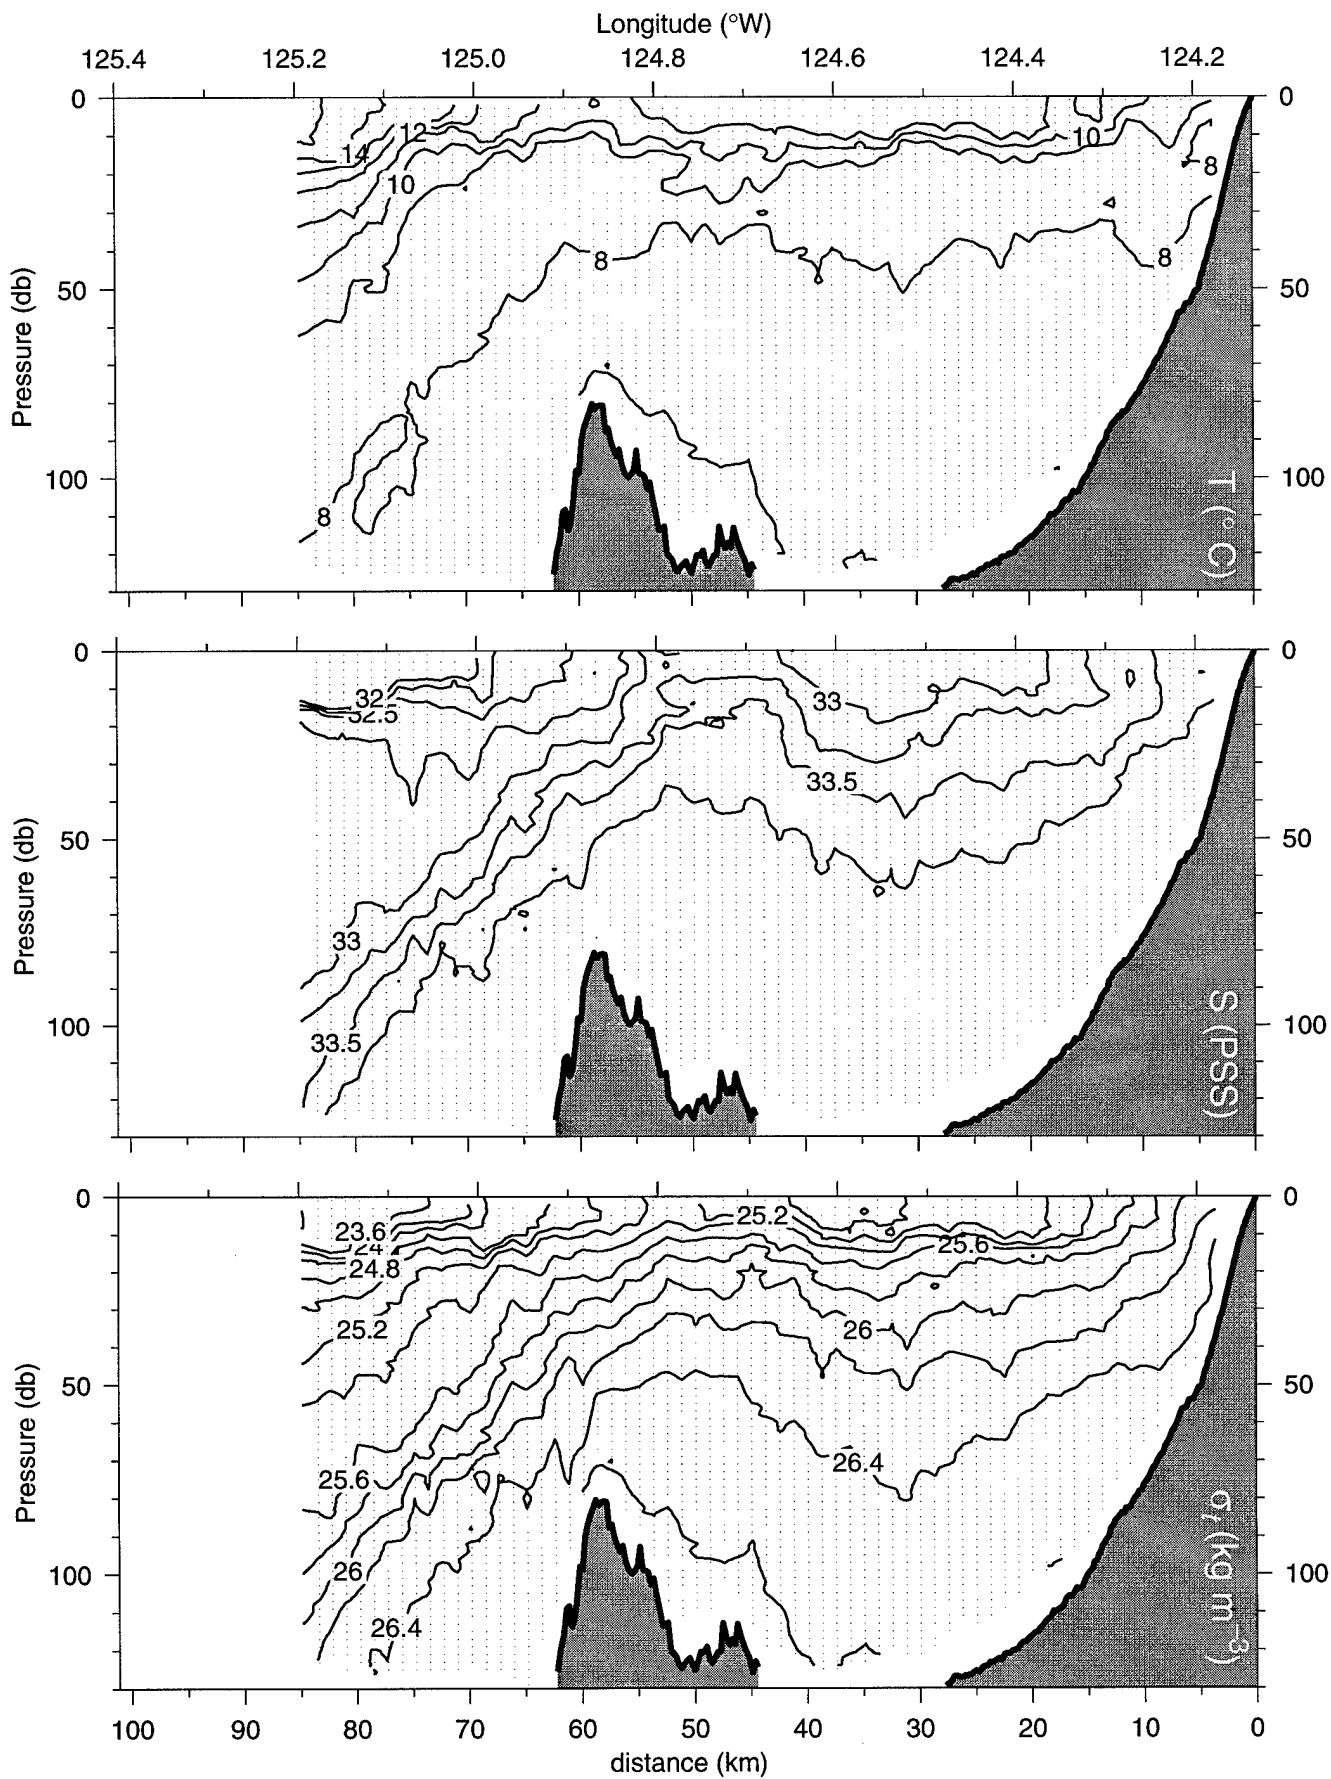 Longitude (°W)
125.4 125.2 125.0 124.8 124.6 124.4 124.2
0 0
12 10
14 8
10
8 8
50 50
Pressure (db)
100 100
8
T (° C)
0 0
32 33
32.5
33.5
50 50
Pressure (db)
33
100 100
33.5
S (PSS)
0 0
25.2
23.6
24 25.6
24.8
25.2 26
50 50
Pressure (db)
26.4
25.6
26
100 100
26.4
σt (kg m−3)
100 90 80 70 60 50 40 30 20 10 0
distance (km)